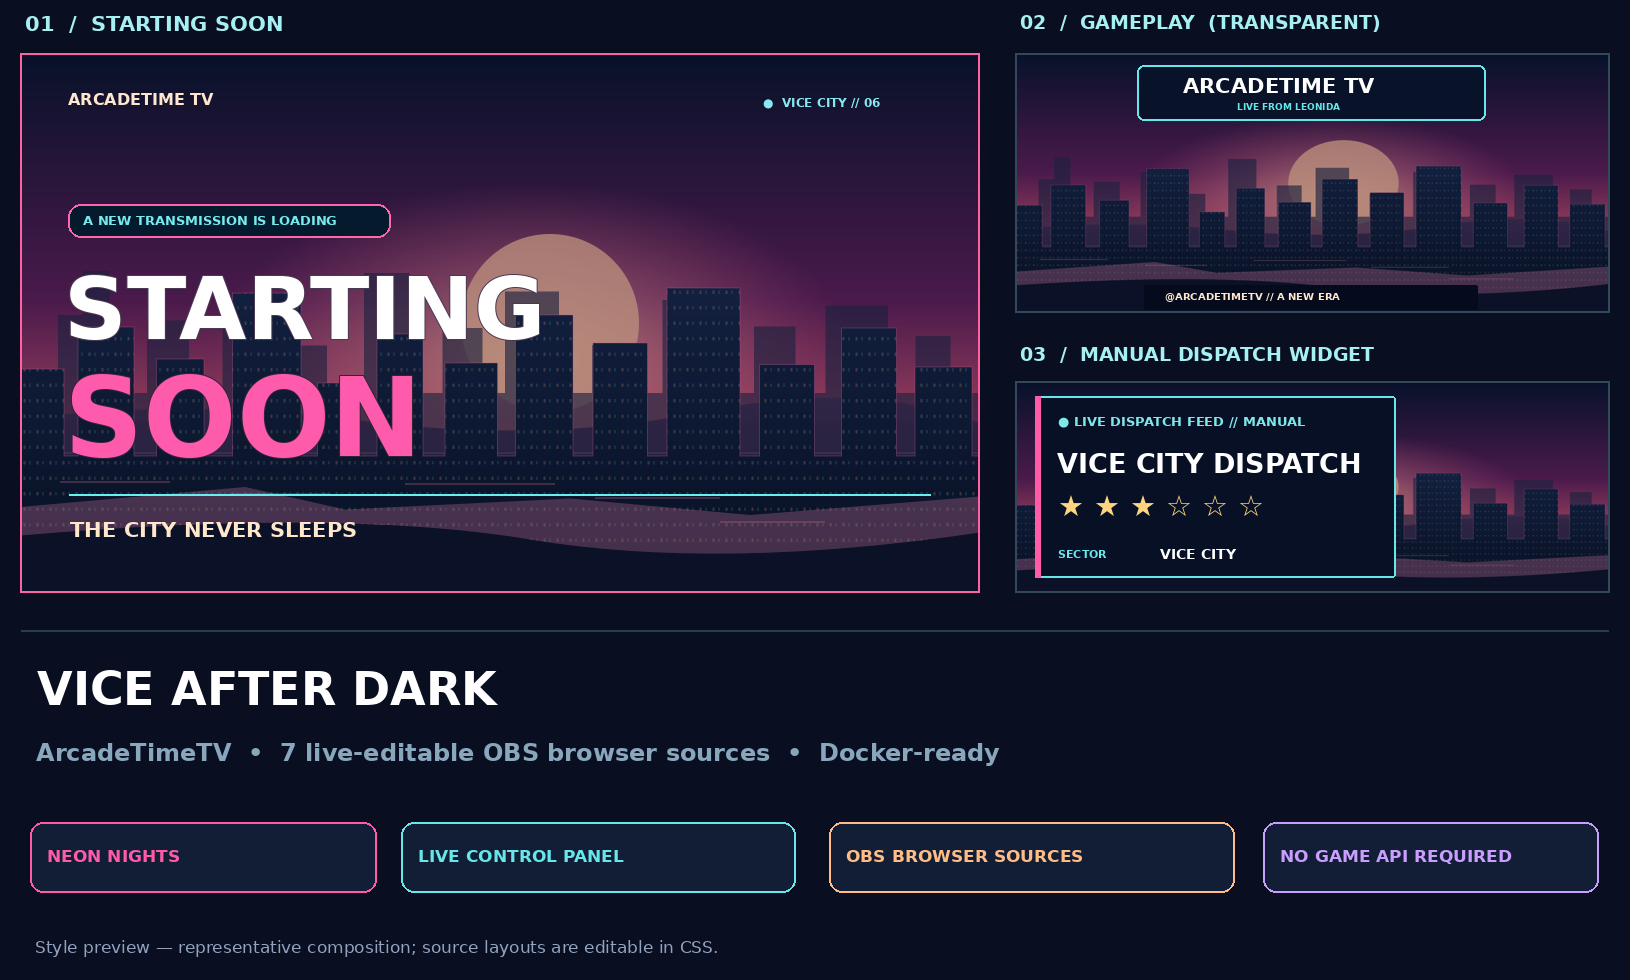 01 / STARTING SOON
ARCADETIME TV
● VICE CITY // 06
A NEW TRANSMISSION IS LOADING
STARTING
SOON
THE CITY NEVER SLEEPS
02 / GAMEPLAY (TRANSPARENT)
ARCADETIME TV
LIVE FROM LEONIDA
@ARCADETIMETV // A NEW ERA
03 / MANUAL DISPATCH WIDGET
● LIVE DISPATCH FEED // MANUAL
VICE CITY DISPATCH
★ ★ ★ ☆ ☆ ☆
SECTOR VICE CITY
VICE AFTER DARK
ArcadeTimeTV • 7 live-editable OBS browser sources • Docker-ready
NEON NIGHTS
LIVE CONTROL PANEL
OBS BROWSER SOURCES
NO GAME API REQUIRED
Style preview — representative composition; source layouts are editable in CSS.